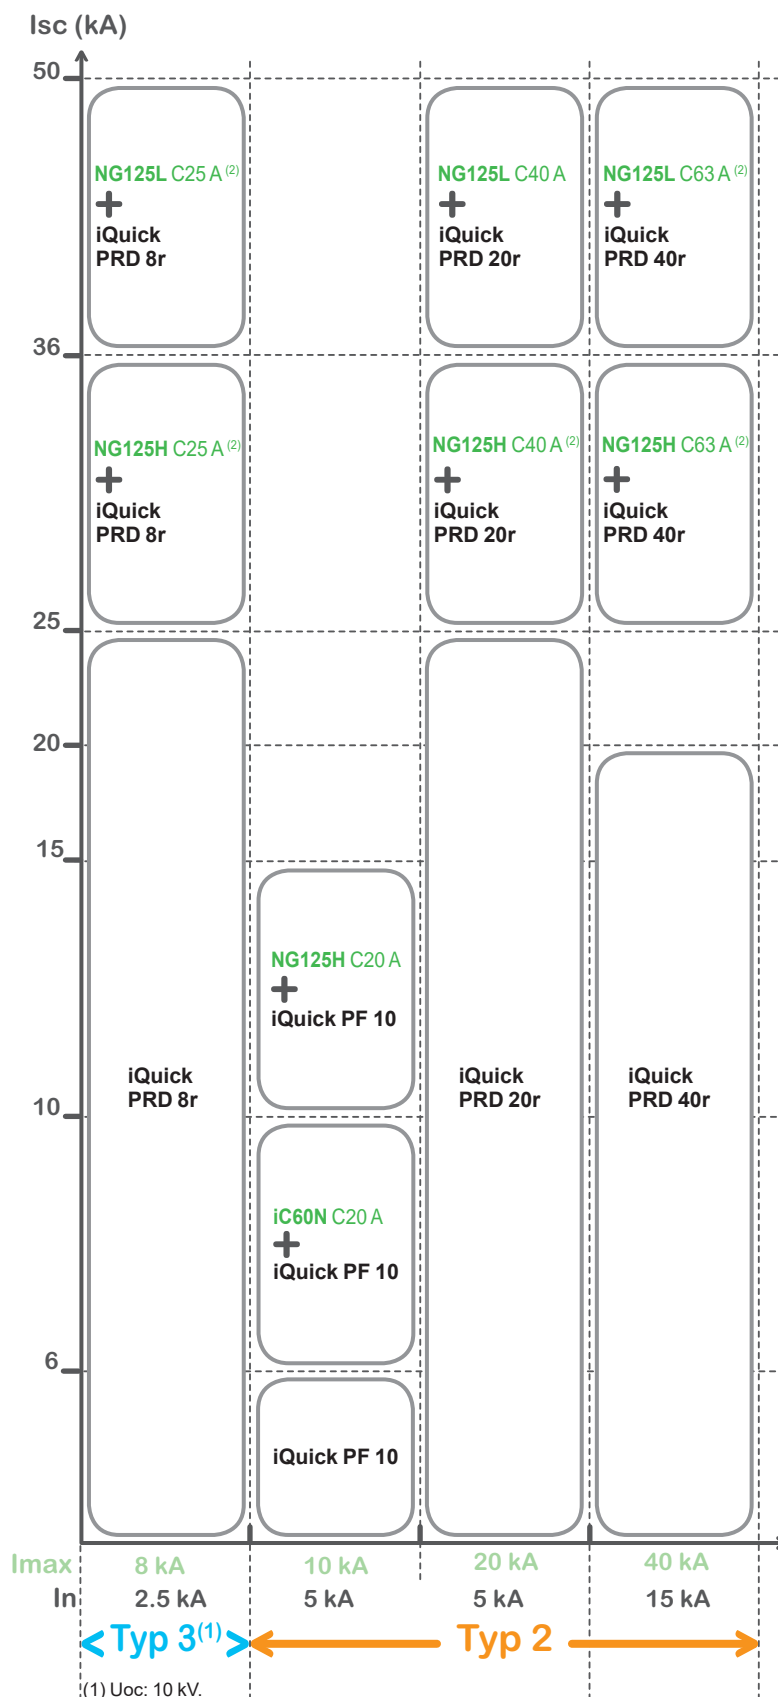 Isc (kA)
50
NG125L C25 A (2)
+
iQuick
PRD 8r
NG125L C40 A
+
iQuick
PRD 20r
NG125L C63 A (2)
+
iQuick
PRD 40r
36
NG125H C25 A (2)
+
iQuick
PRD 8r
NG125H C40 A (2)
+
iQuick
PRD 20r
NG125H C63 A (2)
+
iQuick
PRD 40r
25
20
15
NG125H C20 A
+
iQuick PF 10
iQuick
PRD 8r
iQuick
PRD 20r
iQuick
PRD 40r
10
iC60N C20 A
+
iQuick PF 10
6
iQuick PF 10
Imax 8 kA 10 kA 20 kA 40 kA
In 2.5 kA 5 kA 5 kA 15 kA
Typ 3(1) Typ 2
(1) Uoc: 10 kV.